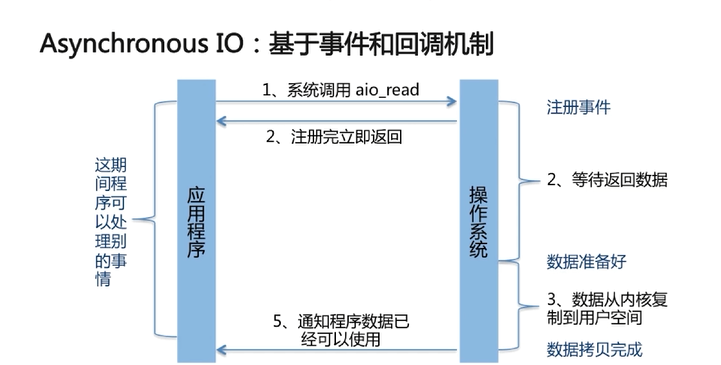 Asynchronous IO：基于事件和回调机制
1、系统调用 aio_read
注册事件
2、注册完立即返回
这期
间程
序可
以处
理别
的事
情
应用程序
操作系统
2、等待返回数据
数据准备好
3、数据从内核复
制到用户空间
5、通知程序数据已
经可以使用
数据拷贝完成